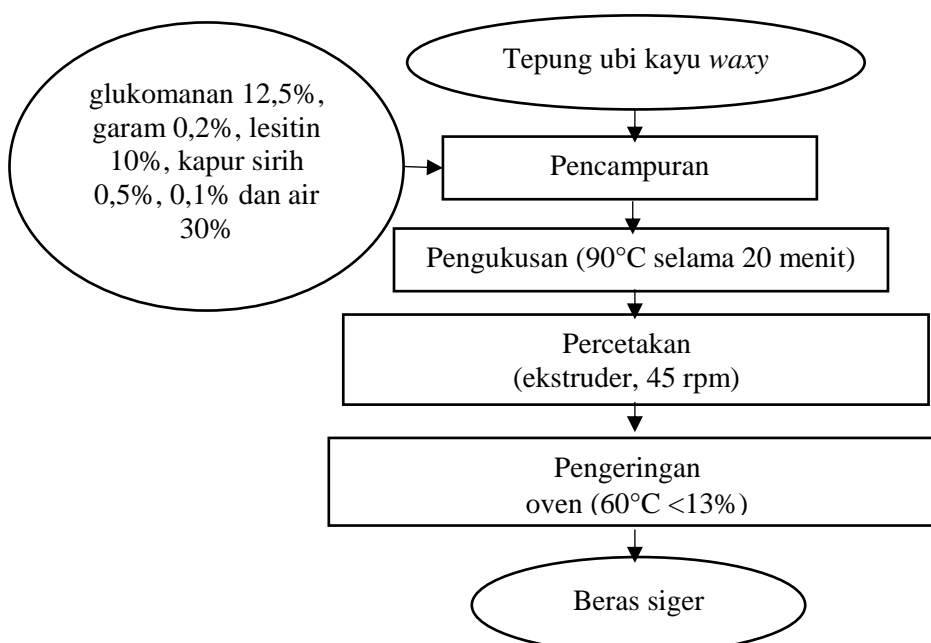 Tepung ubi kayu waxy
glukomanan 12,5%,
garam 0,2%, lesitin
10%, kapur sirih
0,5%, 0,1% dan air
30%
Pencampuran
Pengukusan (90°C selama 20 menit)
Percetakan
(ekstruder, 45 rpm)
Pengeringan
oven (60°C <13%)
Beras siger